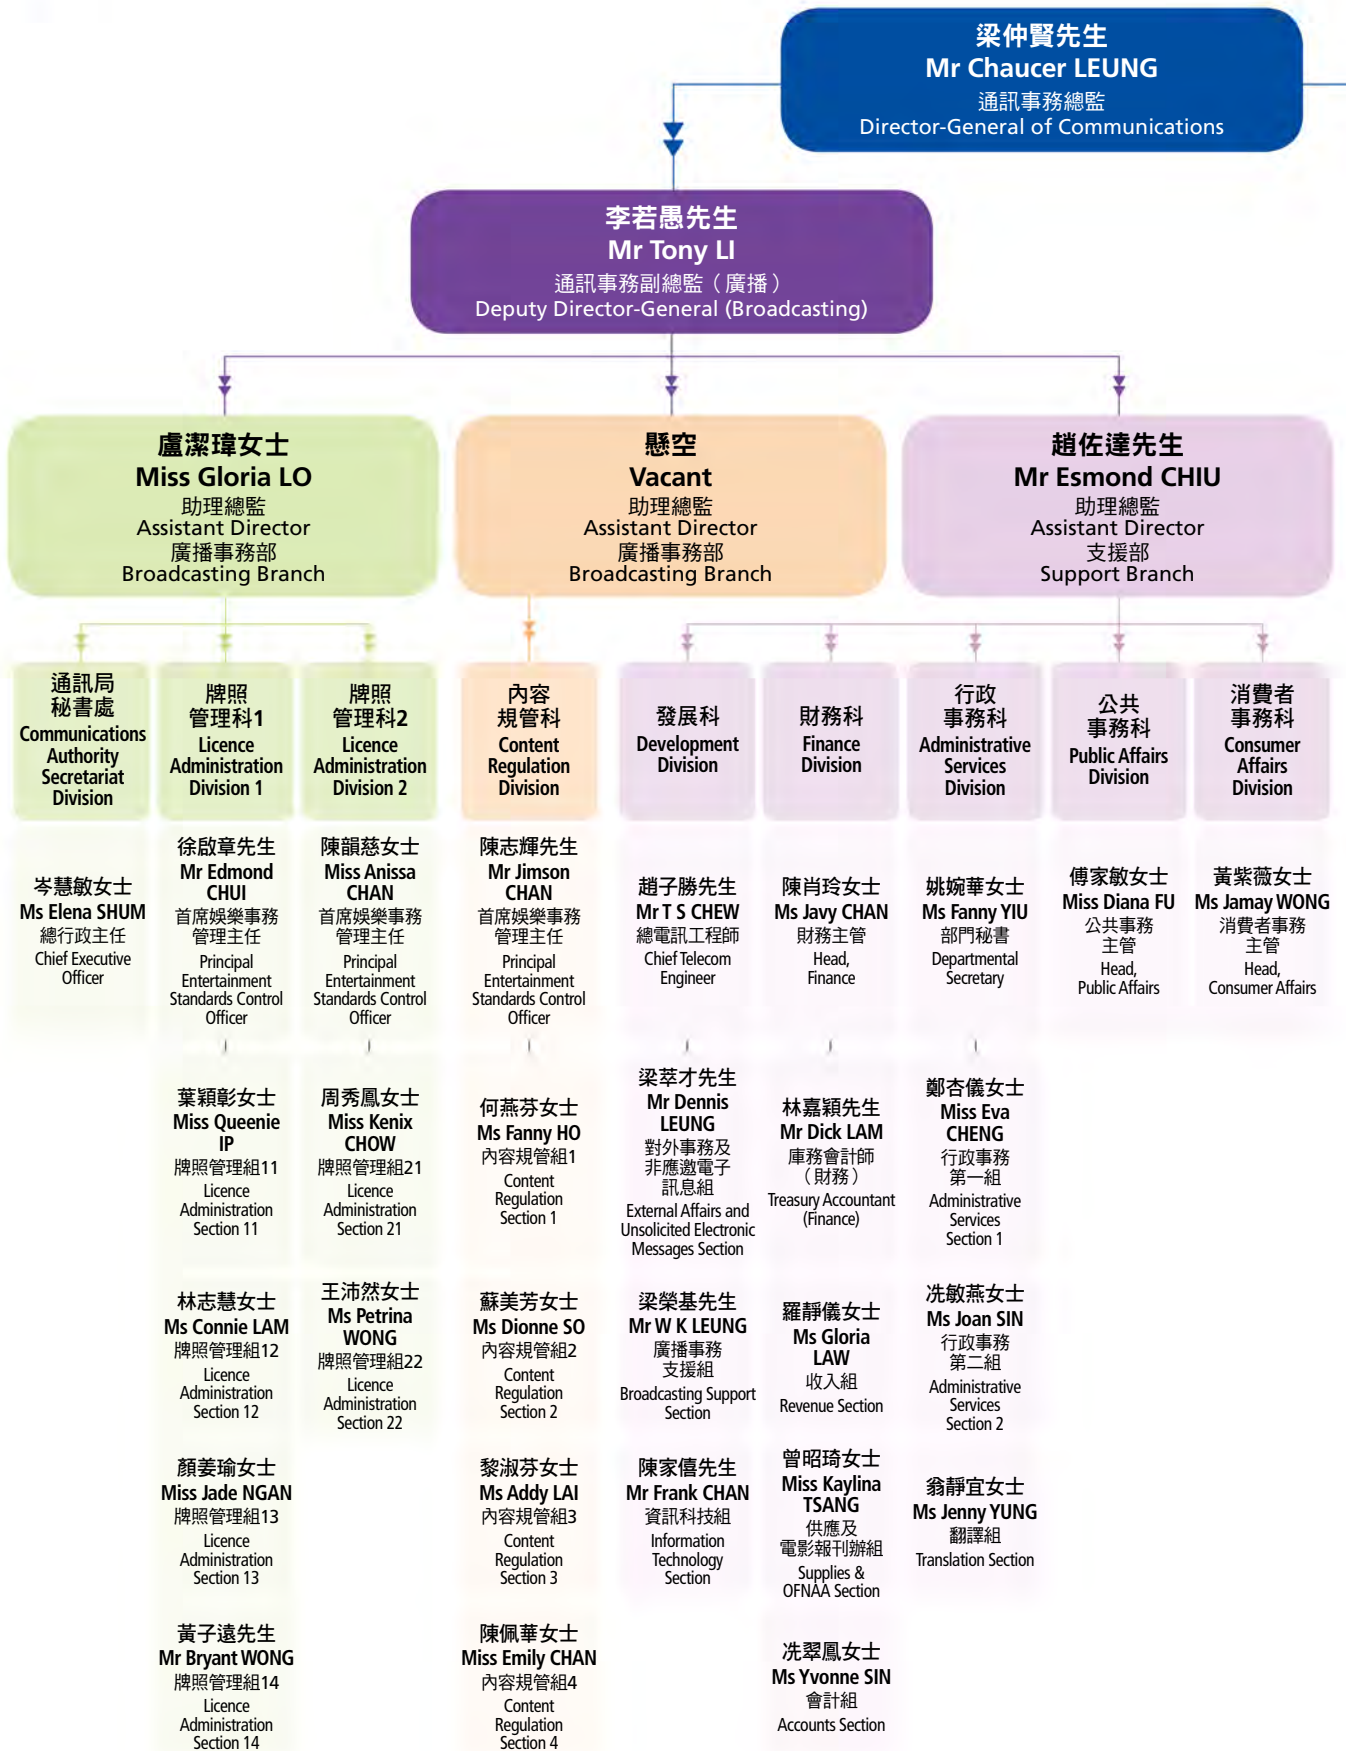 梁仲賢先生
Mr Chaucer LEUNG
通訊事務總監
Director-General of Communications
李若愚先生
Mr Tony LI
通訊事務副總監（廣播）
Deputy Director-General (Broadcasting)
盧潔瑋女士
Miss Gloria LO
助理總監
Assistant Director
廣播事務部
Broadcasting Branch
懸空
Vacant
助理總監
Assistant Director
廣播事務部
Broadcasting Branch
趙佐達先生
Mr Esmond CHIU
助理總監
Assistant Director
支援部
Support Branch
通訊局
秘書處
Communications
Authority
Secretariat
Division
岑慧敏女士
Ms Elena SHUM
總行政主任
Chief Executive
Officer
牌照
管理科1
Licence
Administration
Division 1
徐啟章先生
Mr Edmond
CHUI
首席娛樂事務
管理主任
Principal
Entertainment
Standards Control
Officer
葉穎彰女士
Miss Queenie
IP
牌照管理組11
Licence
Administration
Section 11
林志慧女士
Ms Connie LAM
牌照管理組12
Licence
Administration
Section 12
顏姜瑜女士
Miss Jade NGAN
牌照管理組13
Licence
Administration
Section 13
黃子遠先生
Mr Bryant WONG
牌照管理組14
Licence
Administration
Section 14
牌照
管理科2
Licence
Administration
Division 2
陳韻慈女士
Miss Anissa
CHAN
首席娛樂事務
管理主任
Principal
Entertainment
Standards Control
Officer
周秀鳳女士
Miss Kenix
CHOW
牌照管理組21
Licence
Administration
Section 21
王沛然女士
Ms Petrina
WONG
牌照管理組22
Licence
Administration
Section 22
內容
規管科
Content
Regulation
Division
陳志輝先生
Mr Jimson
CHAN
首席娛樂事務
管理主任
Principal
Entertainment
Standards Control
Officer
何燕芬女士
Ms Fanny HO
內容規管組1
Content
Regulation
Section 1
蘇美芳女士
Ms Dionne SO
內容規管組2
Content
Regulation
Section 2
黎淑芬女士
Ms Addy LAI
內容規管組3
Content
Regulation
Section 3
陳佩華女士
Miss Emily CHAN
內容規管組4
Content
Regulation
Section 4
發展科
Development
Division
趙子勝先生
Mr T S CHEW
總電訊工程師
Chief Telecom
Engineer
梁萃才先生
Mr Dennis
LEUNG
對外事務及
非應邀電子
訊息組
External Affairs and
Unsolicited Electronic
Messages Section
梁榮基先生
Mr W K LEUNG
廣播事務
支援組
Broadcasting Support
Section
陳家僖先生
Mr Frank CHAN
資訊科技組
Information
Technology
Section
財務科
Finance
Division
陳肖玲女士
Ms Javy CHAN
財務主管
Head,
Finance
林嘉穎先生
Mr Dick LAM
庫務會計師
（財務）
Treasury Accountant
(Finance)
羅靜儀女士
Ms Gloria
LAW
收入組
Revenue Section
曾昭琦女士
Miss Kaylina
TSANG
供應及
電影報刊辦組
Supplies &
OFNAA Section
冼翠鳳女士
Ms Yvonne SIN
會計組
Accounts Section
行政
事務科
Administrative
Services
Division
姚婉華女士
Ms Fanny YIU
部門秘書
Departmental
Secretary
鄭杏儀女士
Miss Eva
CHENG
行政事務
第一組
Administrative
Services
Section 1
冼敏燕女士
Ms Joan SIN
行政事務
第二組
Administrative
Services
Section 2
翁靜宜女士
Ms Jenny YUNG
翻譯組
Translation Section
公共
事務科
Public Affairs
Division
傅家敏女士
Miss Diana FU
公共事務
主管
Head,
Public Affairs
消費者
事務科
Consumer
Affairs
Division
黃紫薇女士
Ms Jamay WONG
消費者事務
主管
Head,
Consumer Affairs